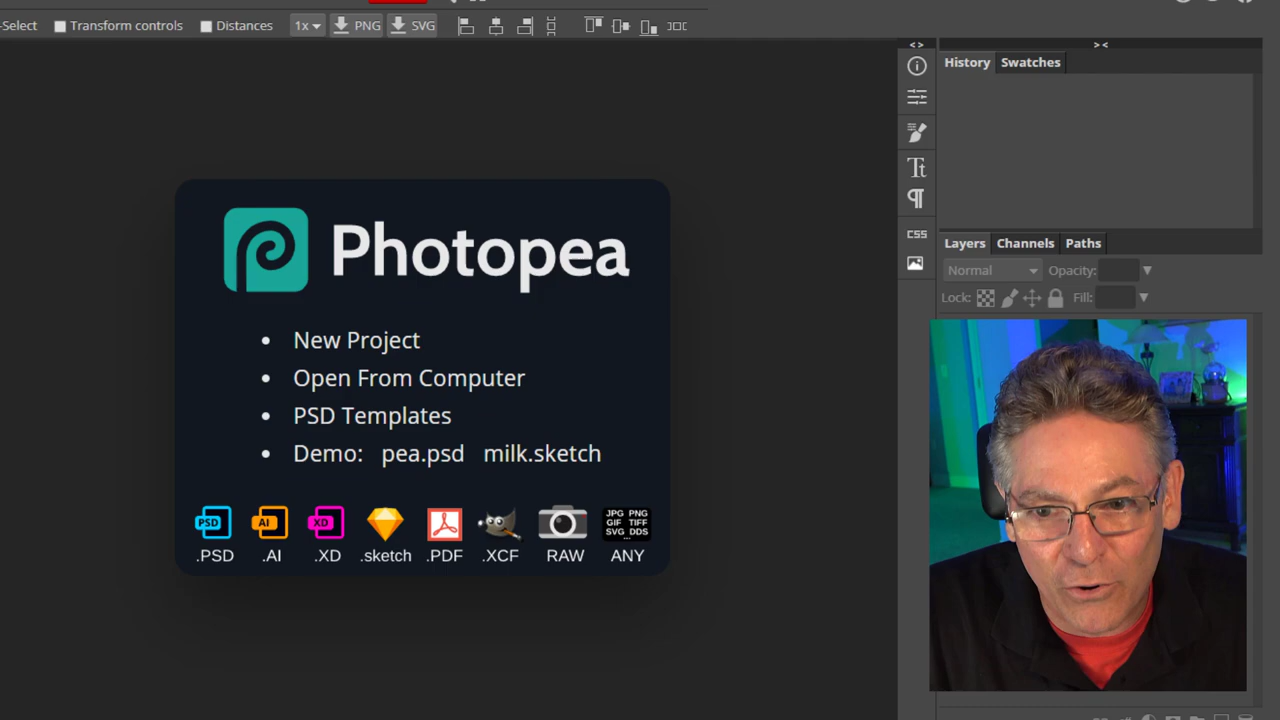 -Select Transform controls Distances 1x PNG SVG
< > > <
History Swatches
Tt
CSS
Layers Channels Paths
Normal Opacity:
Lock: Fill:
Photopea
• New Project
• Open From Computer
• PSD Templates
• Demo: pea.psd milk.sketch
PSD AI XD JPG PNG
GIF TIFF
SVG DDS
...
.PSD .AI .XD .sketch .PDF .XCF RAW ANY